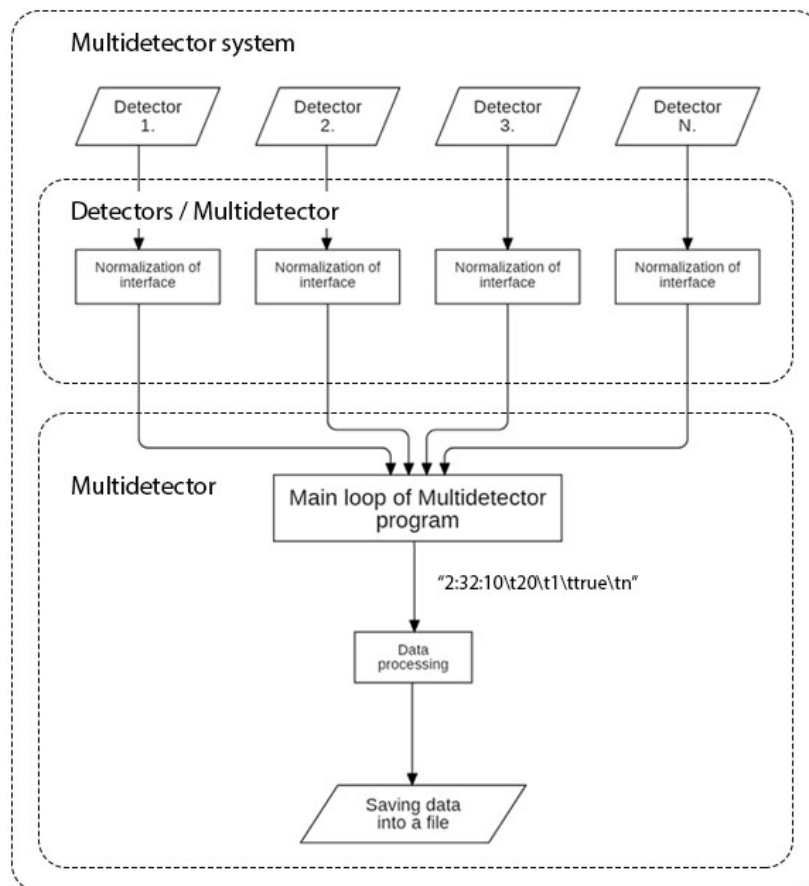 Multidetector system
Detector
1.
Detector
2.
Detector
3.
Detector
N.
Detectors / Multidetector
Normalization of
interface
Normalization of
interface
Normalization of
interface
Normalization of
interface
Multidetector
Main loop of Multidetector
program
“2:32:10\t20\t1\ttrue\tn”
Data
processing
Saving data
into a file